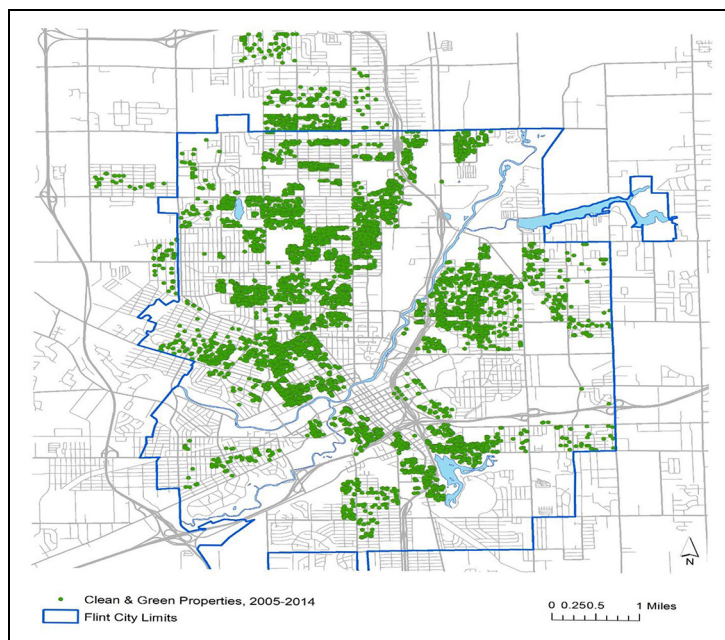 N
Clean & Green Properties, 2005-2014
Flint City Limits
0 0.250.5 1 Miles